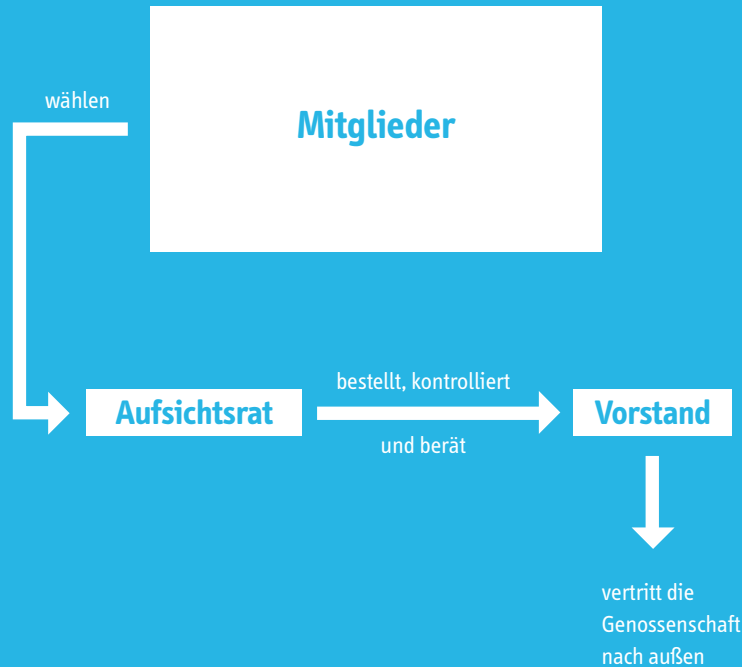 wählen
Mitglieder
bestellt, kontrolliert
Aufsichtsrat
Vorstand
und berät
vertritt die
Genossenschaft
nach außen